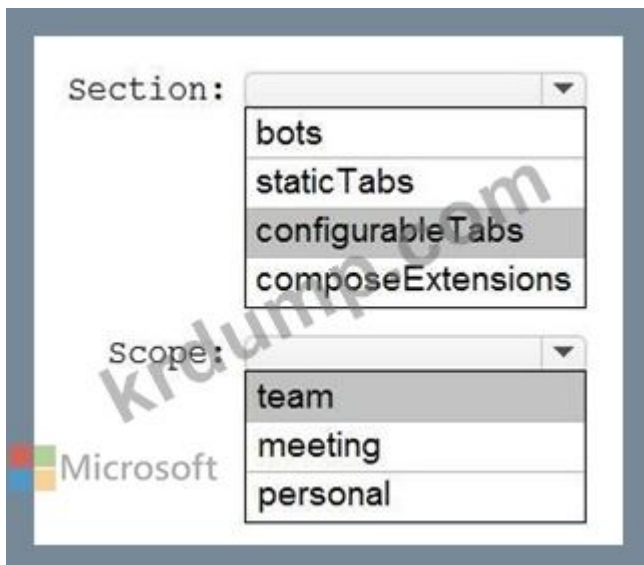 Section:
bots
staticTabs
configurableTabs
composeExtensions
Scope:
team
meeting
personal
Microsoft
krdump.com